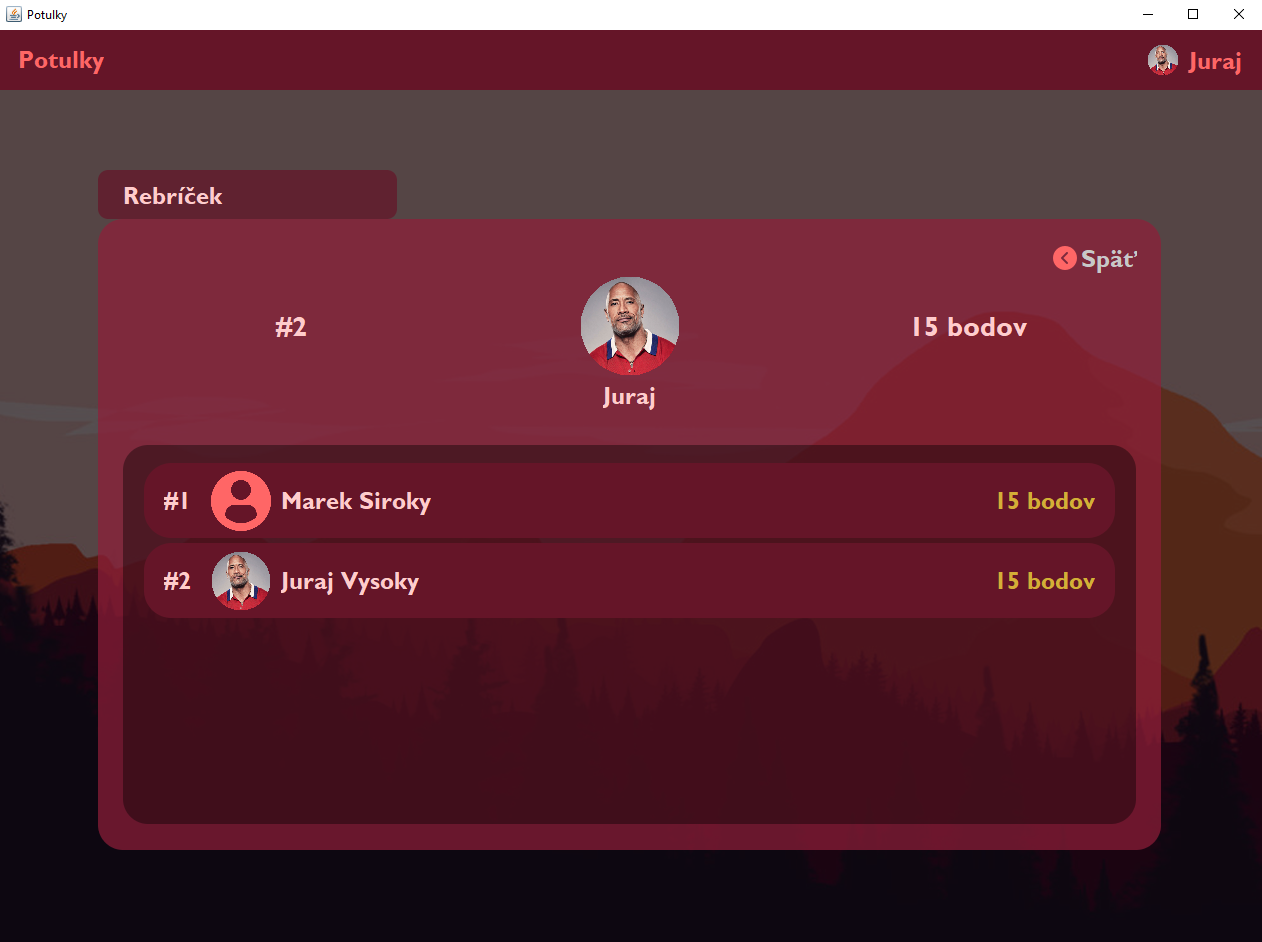 Potulky
Potulky
Juraj
Rebríček
Späť
#2
15 bodov
Juraj
#1 Marek Siroky 15 bodov
#2 Juraj Vysoky 15 bodov